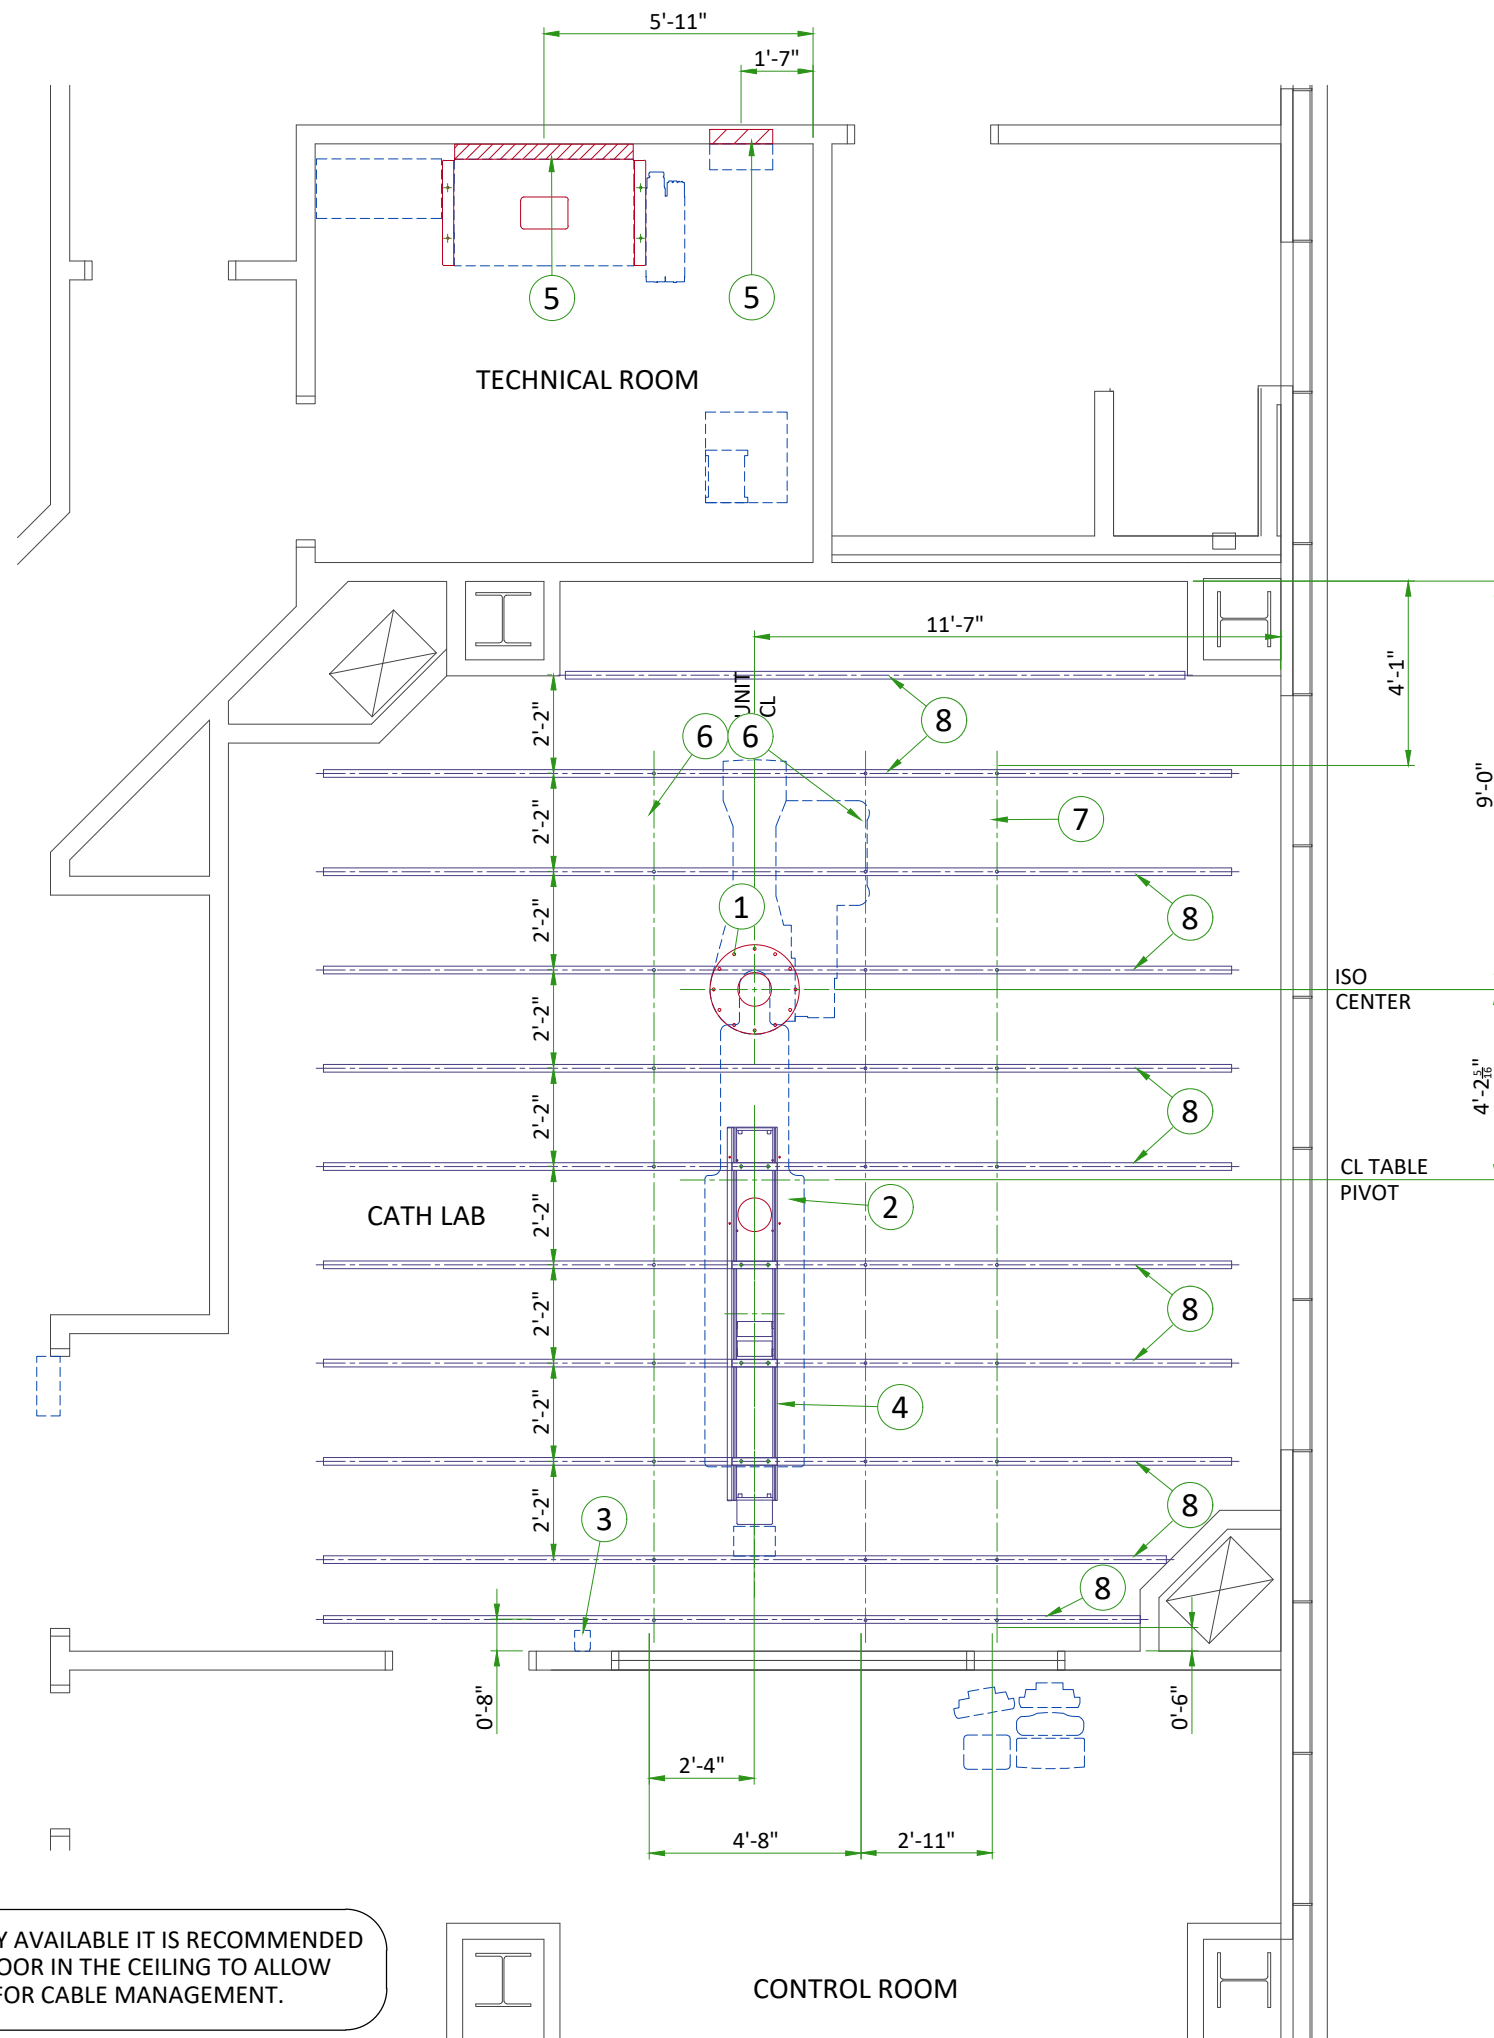 5'-11"
1'-7"
5
5
TECHNICAL ROOM
11'-7"
4'-1"
9'-0"
UNIT
CL
2'-2"
6
6
8
2'-2"
7
2'-2"
1
8
2'-2"
ISO
CENTER
4'-2 5/16"
2'-2"
8
CL TABLE
PIVOT
CATH LAB
2'-2"
2
2'-2"
8
2'-2"
4
2'-2"
3
8
8
0'-8"
0'-6"
2'-4"
4'-8"
2'-11"
Y AVAILABLE IT IS RECOMMENDED
OOR IN THE CEILING TO ALLOW
FOR CABLE MANAGEMENT.
CONTROL ROOM